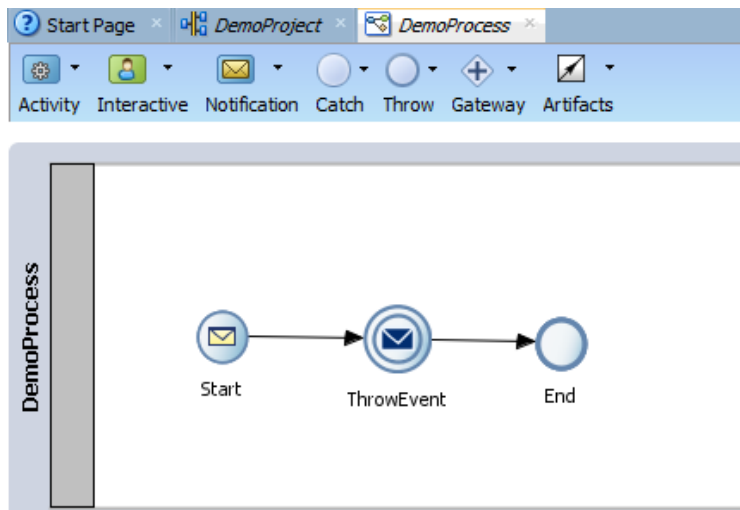 Start Page DemoProject DemoProcess
Activity Interactive Notification Catch Throw Gateway Artifacts
DemoProcess
Start ThrowEvent End